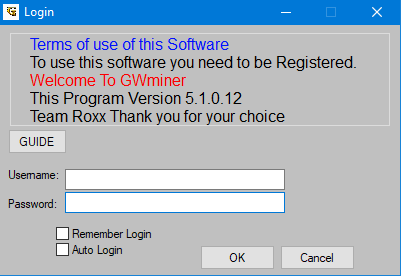 Login
Terms of use of this Software
To use this software you need to be Registered.
Welcome To GWminer
This Program Version 5.1.0.12
Team Roxx Thank you for your choice
GUIDE
Username:
Password:
Remember Login
Auto Login
OK Cancel